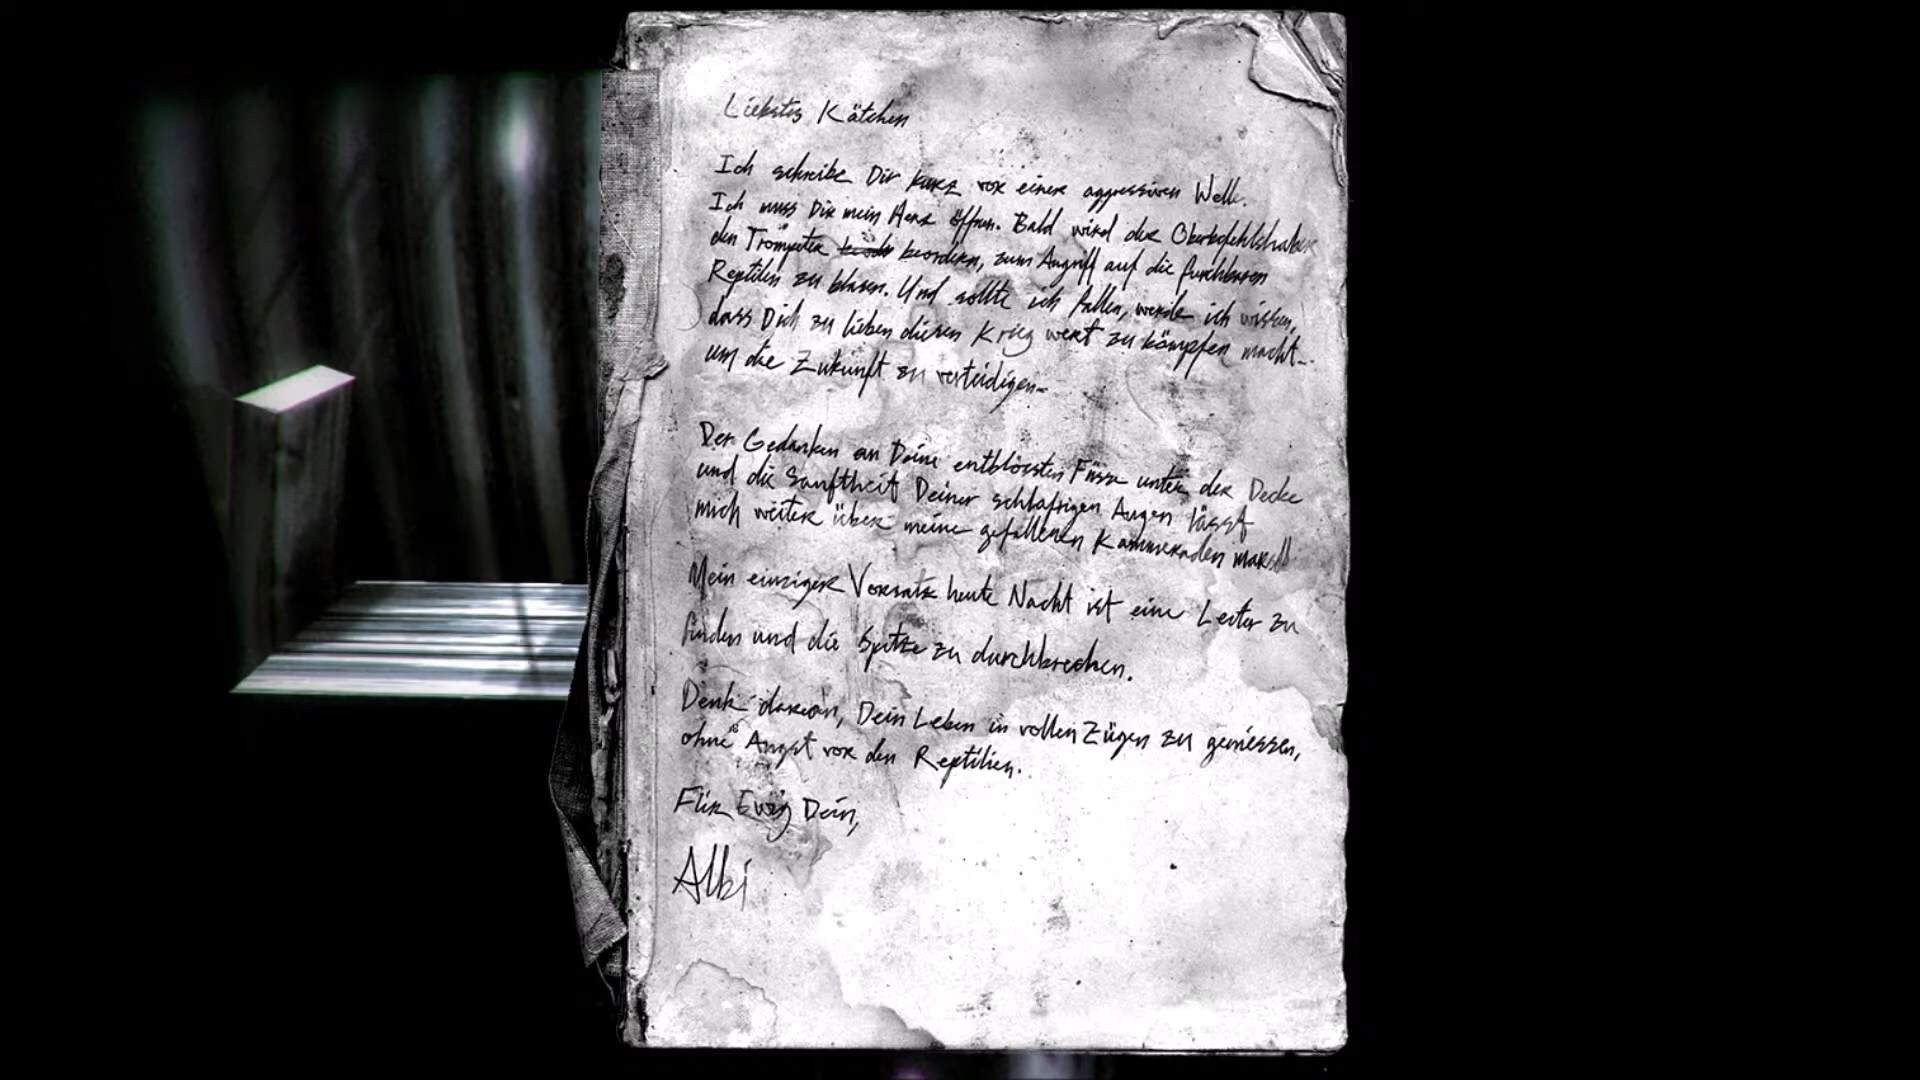 Liebstes Kätchen
Ich schreibe Dir kurz vor einer aggressiven Welle.
Ich muss Dir mein Herz öffnen. Bald wird der Oberbefehlshaber
den Trompeter beordern, zum Angriff auf die furchbaren
Reptilien zu blasen. Und sollte ich fallen, werde ich wissen,
dass Dich zu lieben diesen Krieg wert zu kämpfen macht...
um die Zukunft zu verteidigen...
Der Gedanken an Deine entblössten Füsse unter der Decke
und die Sanftheit Deiner schläfrigen Augen lässt
mich weiter über meine gefallenen Kammeraden
Mein einziger Vorsatz heute Nacht ist eine Leiter zu
finden und die Spitze zu durchbrechen.
Denk daran, Dein Leben in vollen Zügen zu geniessen,
ohne Angst vor den Reptilien.
Für Ewig Dein,
Albi